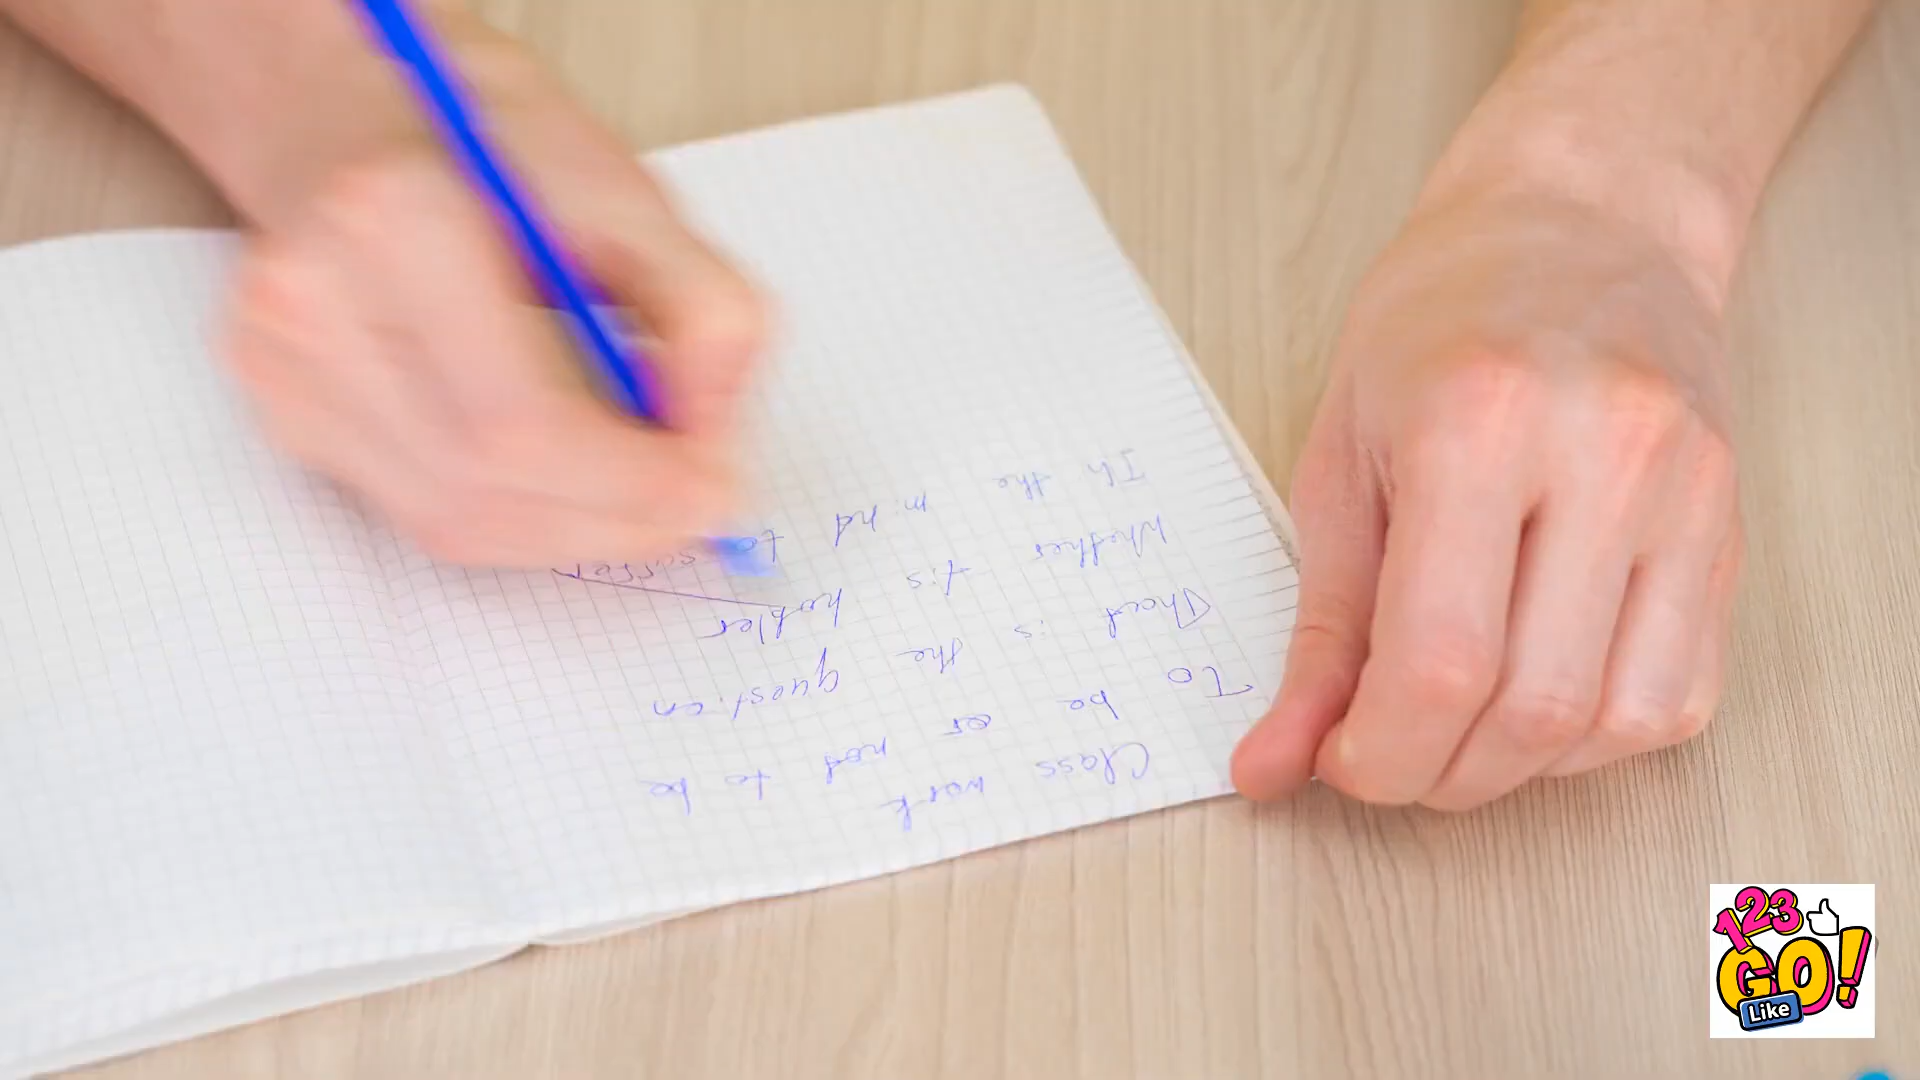 Class work
To be or not to be
That is the question
Whether tis nobler
In the mind to suffer
123 GO!
Like